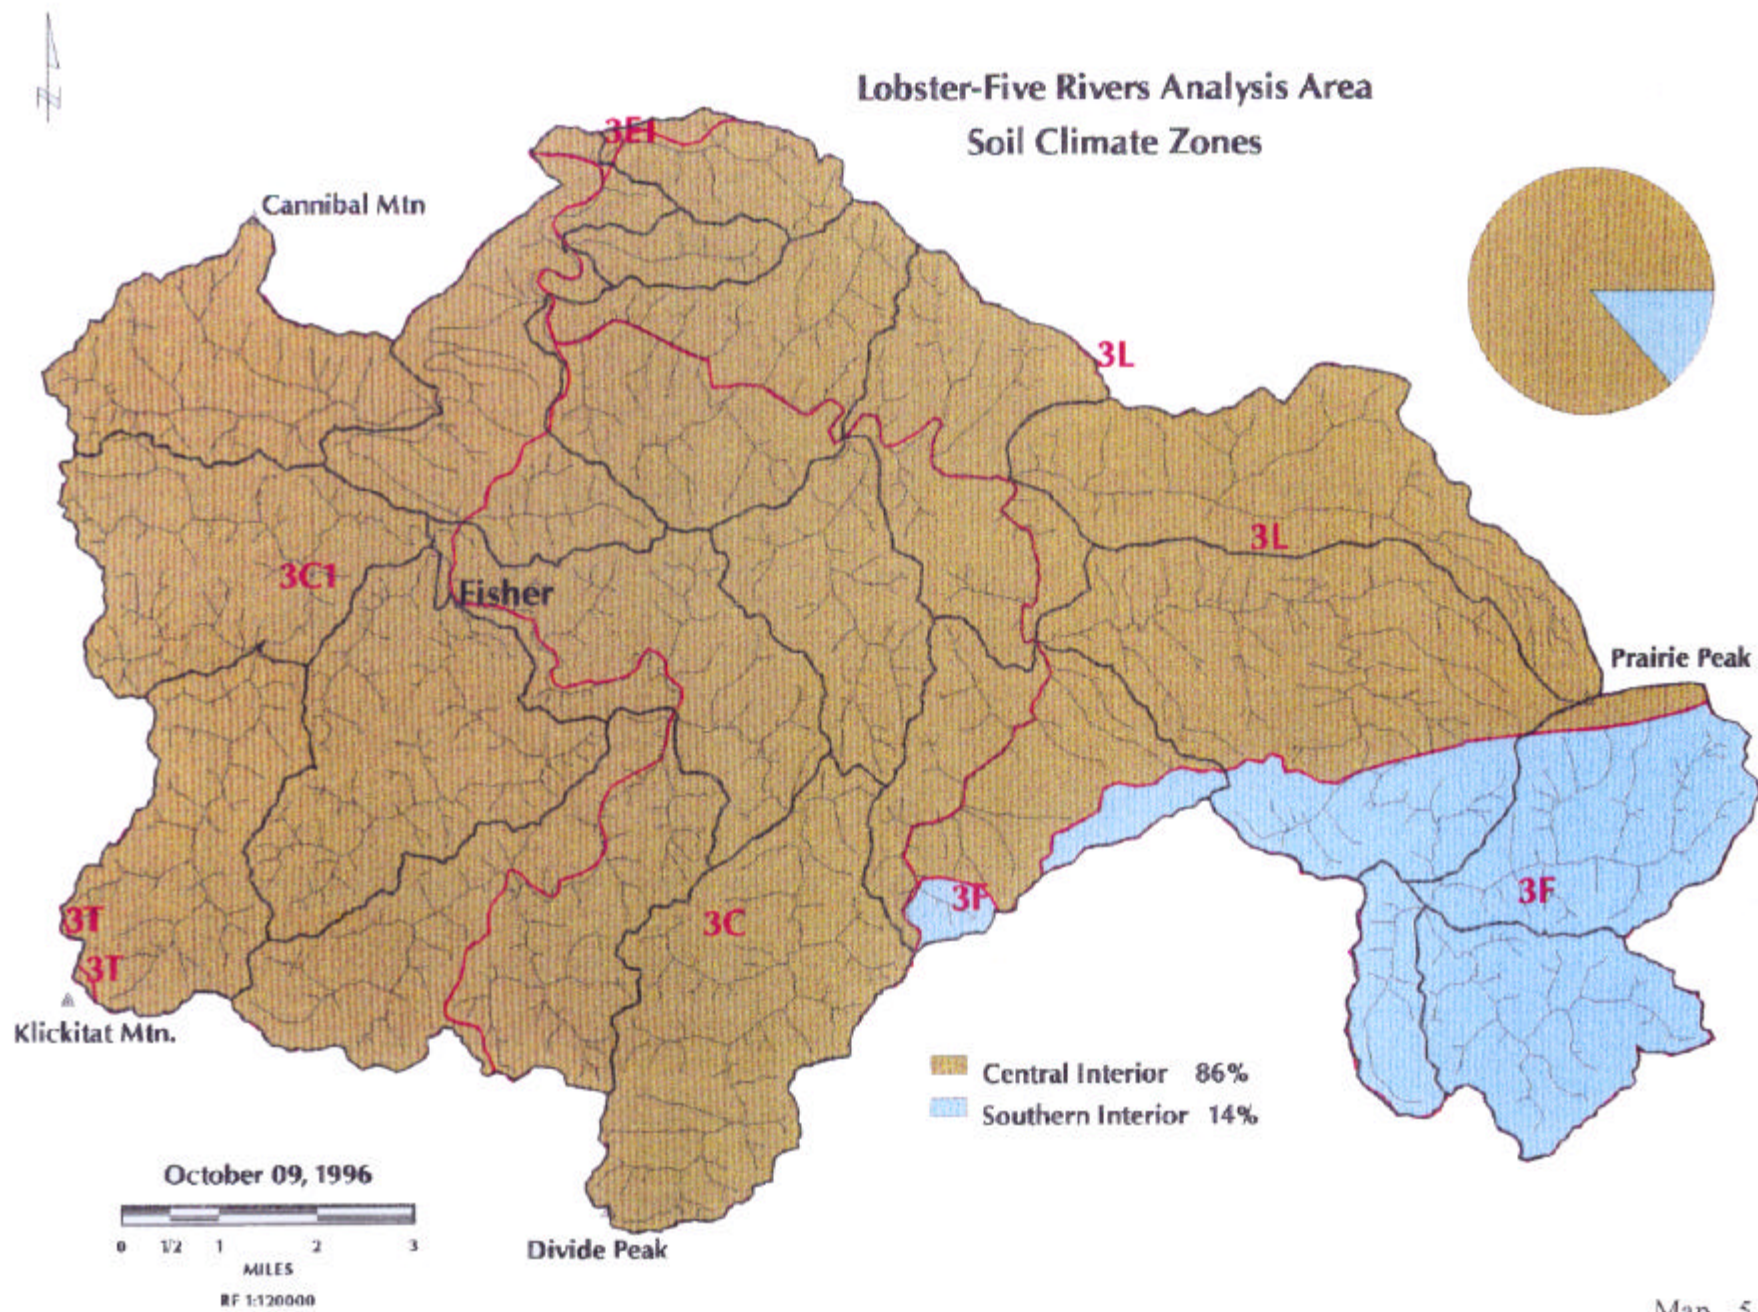 Lobster-Five Rivers Analysis Area
Soil Climate Zones
3E1
Cannibal Mtn
3L
3L
3C1
Fisher
Prairie Peak
3F
3F
3C
3T
3T
Klickitat Mtn.
Central Interior 86%
Southern Interior 14%
October 09, 1996
0 1/2 1 2 3
MILES
RF 1:120000
Divide Peak
Map 5